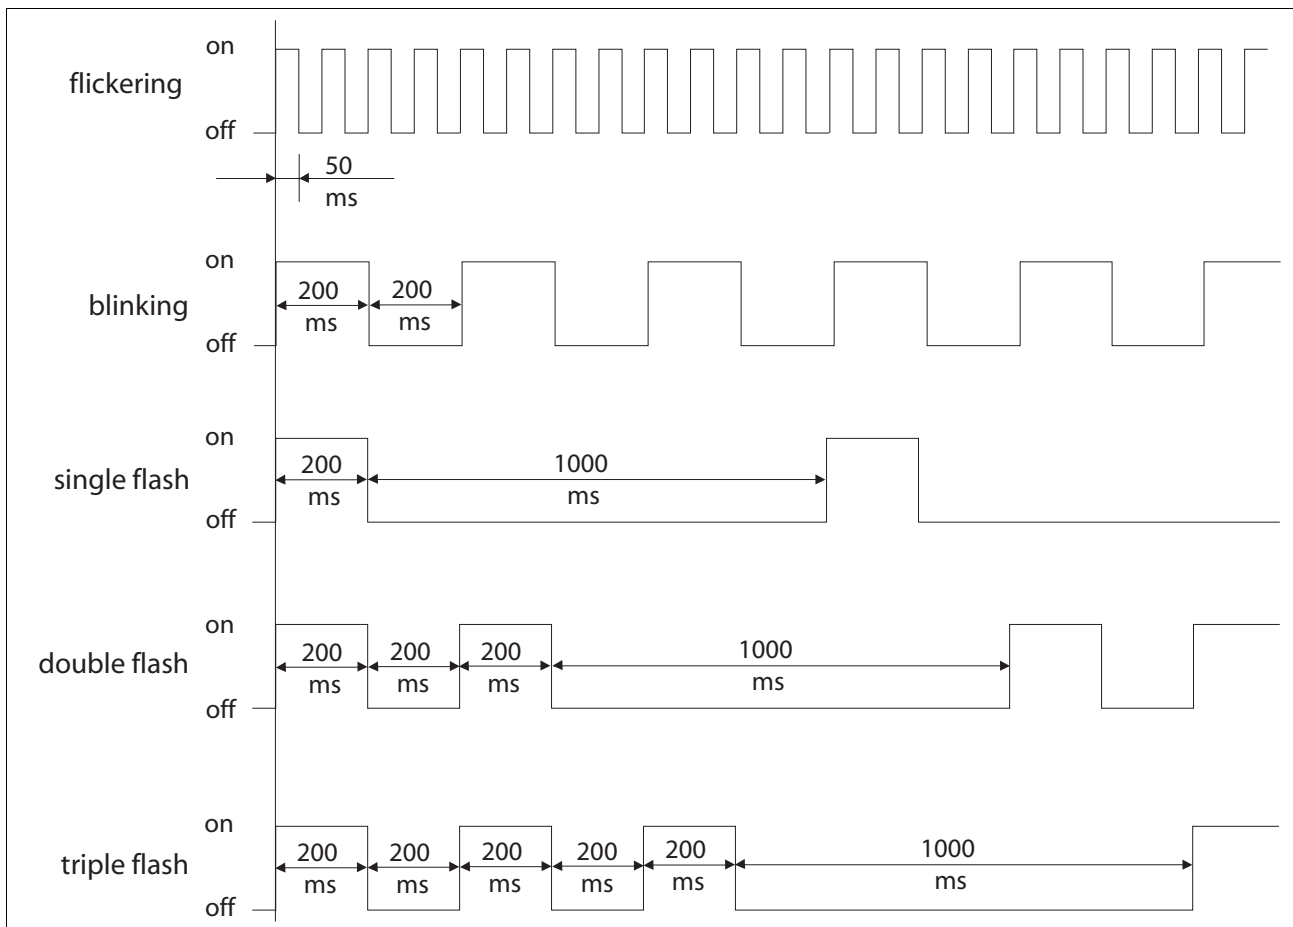 on
flickering
off
50
ms
on
200 200
blinking
ms ms
off
on
200 1000
single flash
ms ms
off
on
200 200 200 1000
double flash
ms ms ms ms
off
on
200 200 200 200 200 1000
triple flash
ms ms ms ms ms ms
off